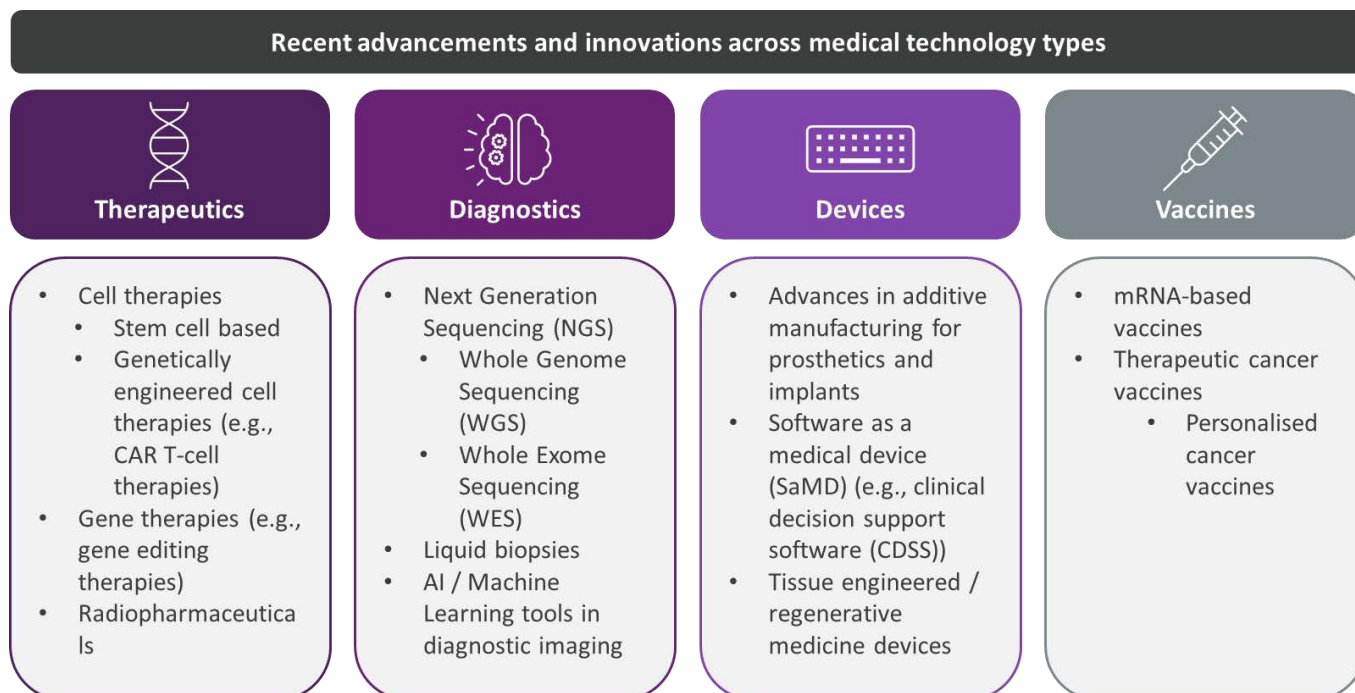 Recent advancements and innovations across medical technology types
Therapeutics
• Cell therapies
• Stem cell based
• Genetically
engineered cell
therapies (e.g.,
CAR T-cell
therapies)
• Gene therapies (e.g.,
gene editing
therapies)
• Radiopharmaceutica
ls
Diagnostics
• Next Generation
Sequencing (NGS)
• Whole Genome
Sequencing
(WGS)
• Whole Exome
Sequencing
(WES)
• Liquid biopsies
• AI / Machine
Learning tools in
diagnostic imaging
Devices
• Advances in additive
manufacturing for
prosthetics and
implants
• Software as a
medical device
(SaMD) (e.g., clinical
decision support
software (CDSS))
• Tissue engineered /
regenerative
medicine devices
Vaccines
• mRNA-based
vaccines
• Therapeutic cancer
vaccines
• Personalised
cancer
vaccines